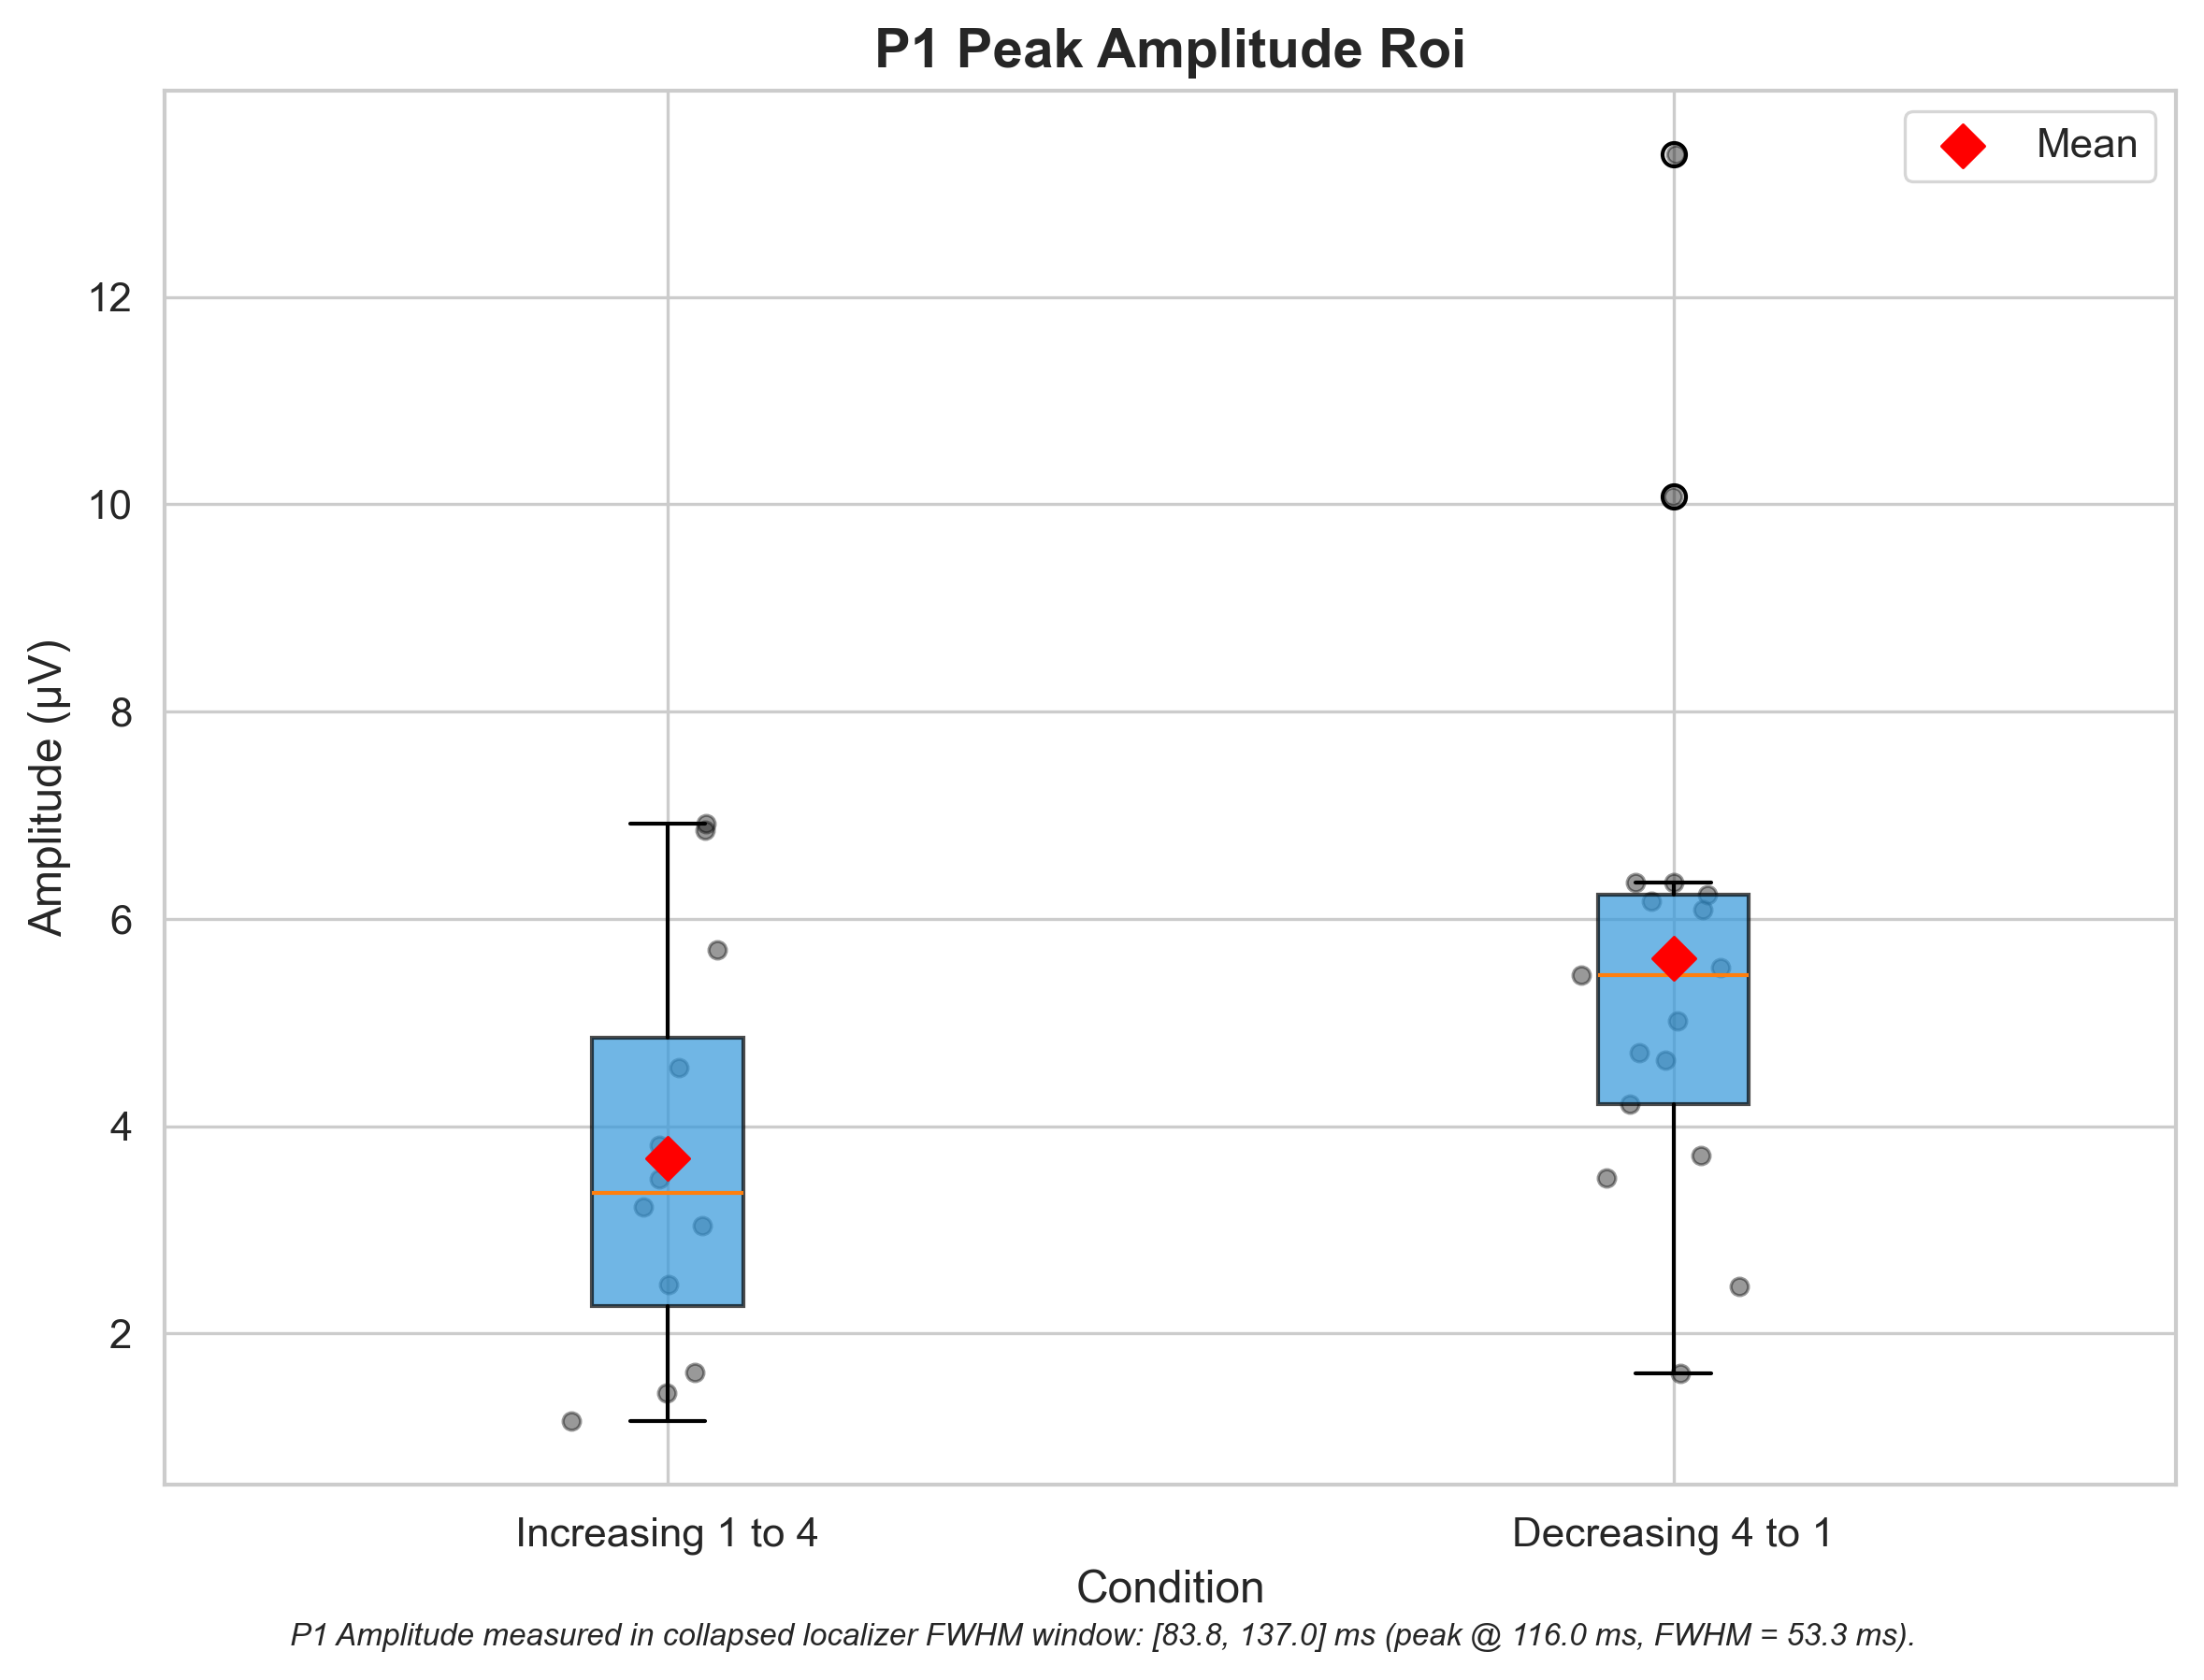 P1 Peak Amplitude Roi
Mean
12
10
8
6
4
2
Amplitude (µV)
Increasing 1 to 4
Decreasing 4 to 1
Condition
P1 Amplitude measured in collapsed localizer FWHM window: [83.8, 137.0] ms (peak @ 116.0 ms, FWHM = 53.3 ms).